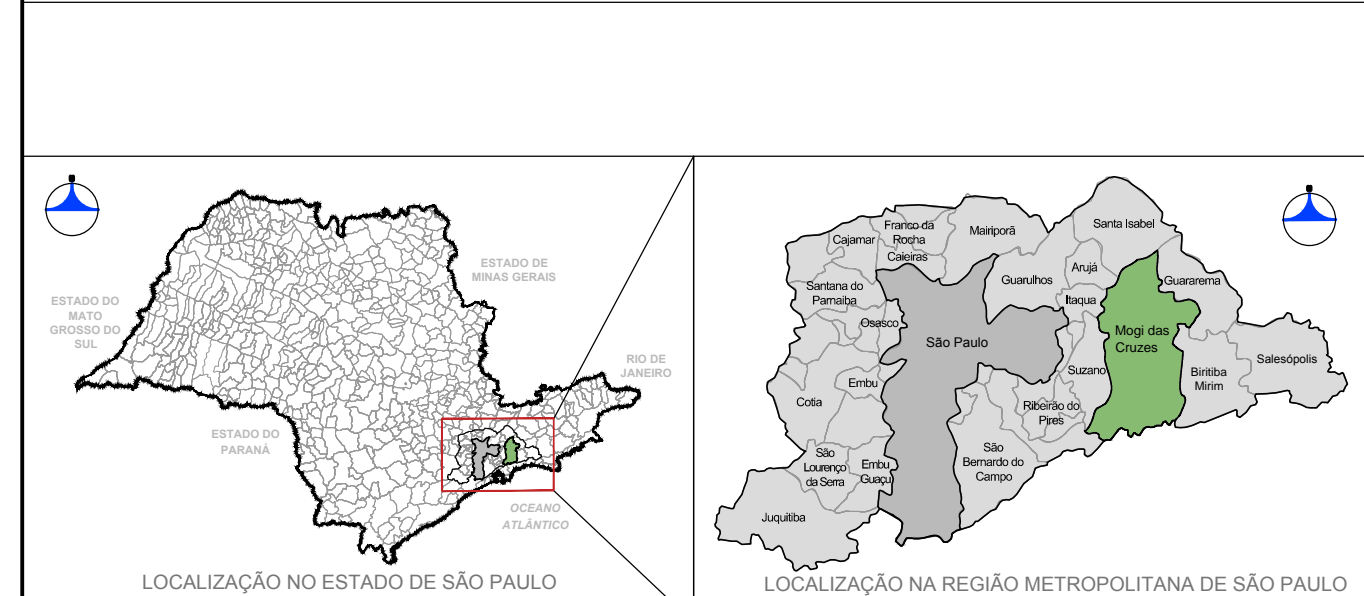 ESTADO DE
MINAS GERAIS
ESTADO DO
MATO
GROSSO DO
SUL
RIO DE
JANEIRO
ESTADO DO
PARANÁ
OCEANO
ATLÂNTICO
LOCALIZAÇÃO NO ESTADO DE SÃO PAULO
Santa Isabel
Franco da
Rocha
Mairiporã
Cajamar
Caieiras
Arujá
Guarulhos
Guararema
Santana do
Parnaiba
Itaqua
Osasco
Mogi das
Cruzes
São Paulo
Salesópolis
Suzano
Biritiba
Mirim
Embu
Cotia
Ribeirão do
Pires
São
Lourenço
da Serra
Embu
Guaçu
São
Bernardo do
Campo
Juquitiba
LOCALIZAÇÃO NA REGIÃO METROPOLITANA DE SÃO PAULO